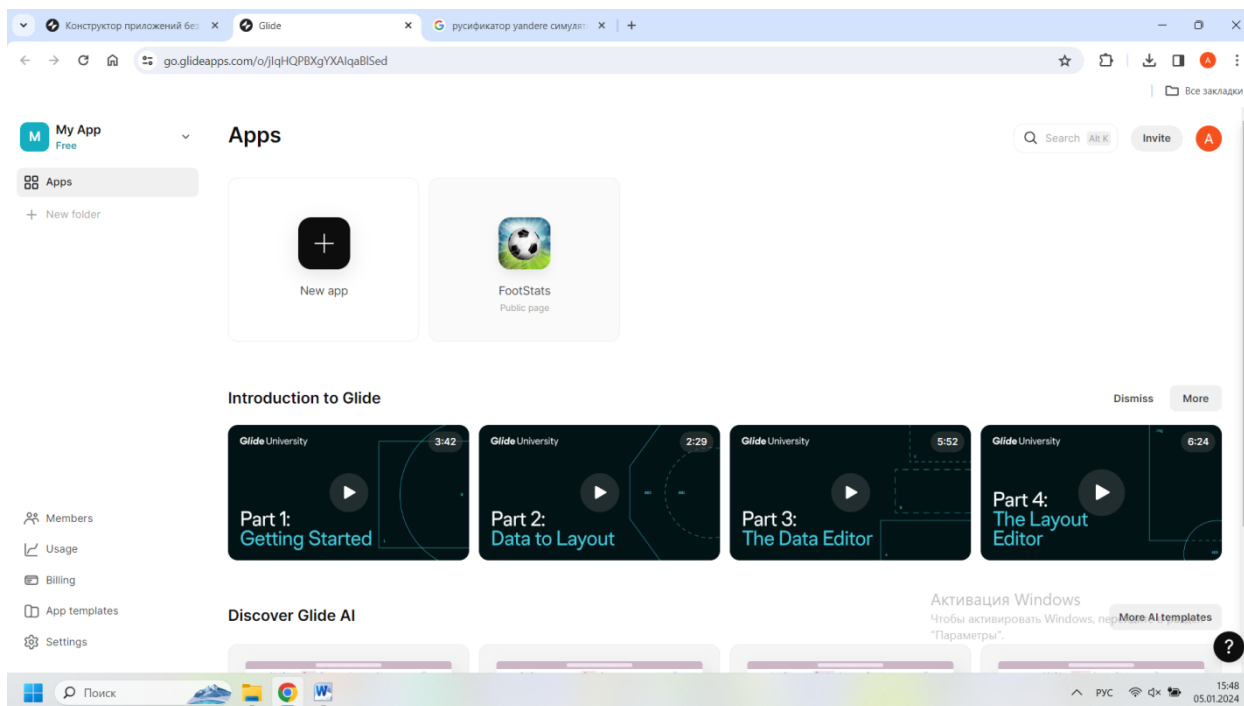 Конструктор приложений без
Glide
русификатор yandere симулят
go.glideapps.com/o/jlqHQPBXgYXAlqaBlSed
Все закладки
M
My App
Free
Apps
Search Alt K
Invite
A
Apps
New folder
New app
FootStats
Public page
Introduction to Glide
Dismiss
More
Glide University 3:42
Part 1:
Getting Started
Glide University 2:29
Part 2:
Data to Layout
Glide University 5:52
Part 3:
The Data Editor
Glide University 6:24
Part 4:
The Layout
Editor
Members
Usage
Billing
App templates
Settings
Discover Glide AI
More AI templates
Активация Windows
Чтобы активировать Windows,
"Параметры".
?
Поиск
РУС
15:48
05.01.2024